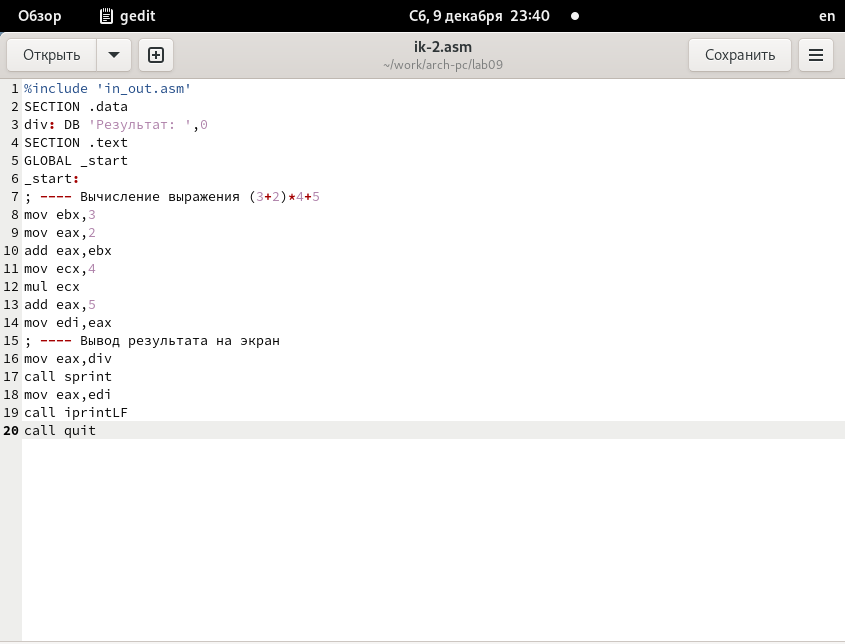 Обзор gedit Сб, 9 декабря 23:40 en
Открыть ik-2.asm Сохранить
~/work/arch-pc/lab09
1 %include 'in_out.asm'
2 SECTION .data
3 div: DB 'Результат: ',0
4 SECTION .text
5 GLOBAL _start
6 _start:
7 ; ---- Вычисление выражения (3+2)*4+5
8 mov ebx,3
9 mov eax,2
10 add eax,ebx
11 mov ecx,4
12 mul ecx
13 add eax,5
14 mov edi,eax
15 ; ---- Вывод результата на экран
16 mov eax,div
17 call sprint
18 mov eax,edi
19 call iprintLF
20 call quit